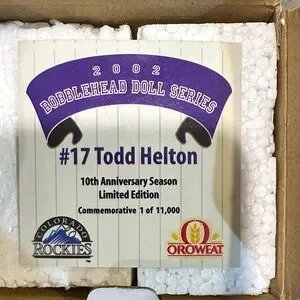 2002
BOBBLEHEAD DOLL SERIES
#17 Todd Helton
10th Anniversary Season
Limited Edition
Commemorative 1 of 11,000
COLORADO
ROCKIES
TM
OROWEAT